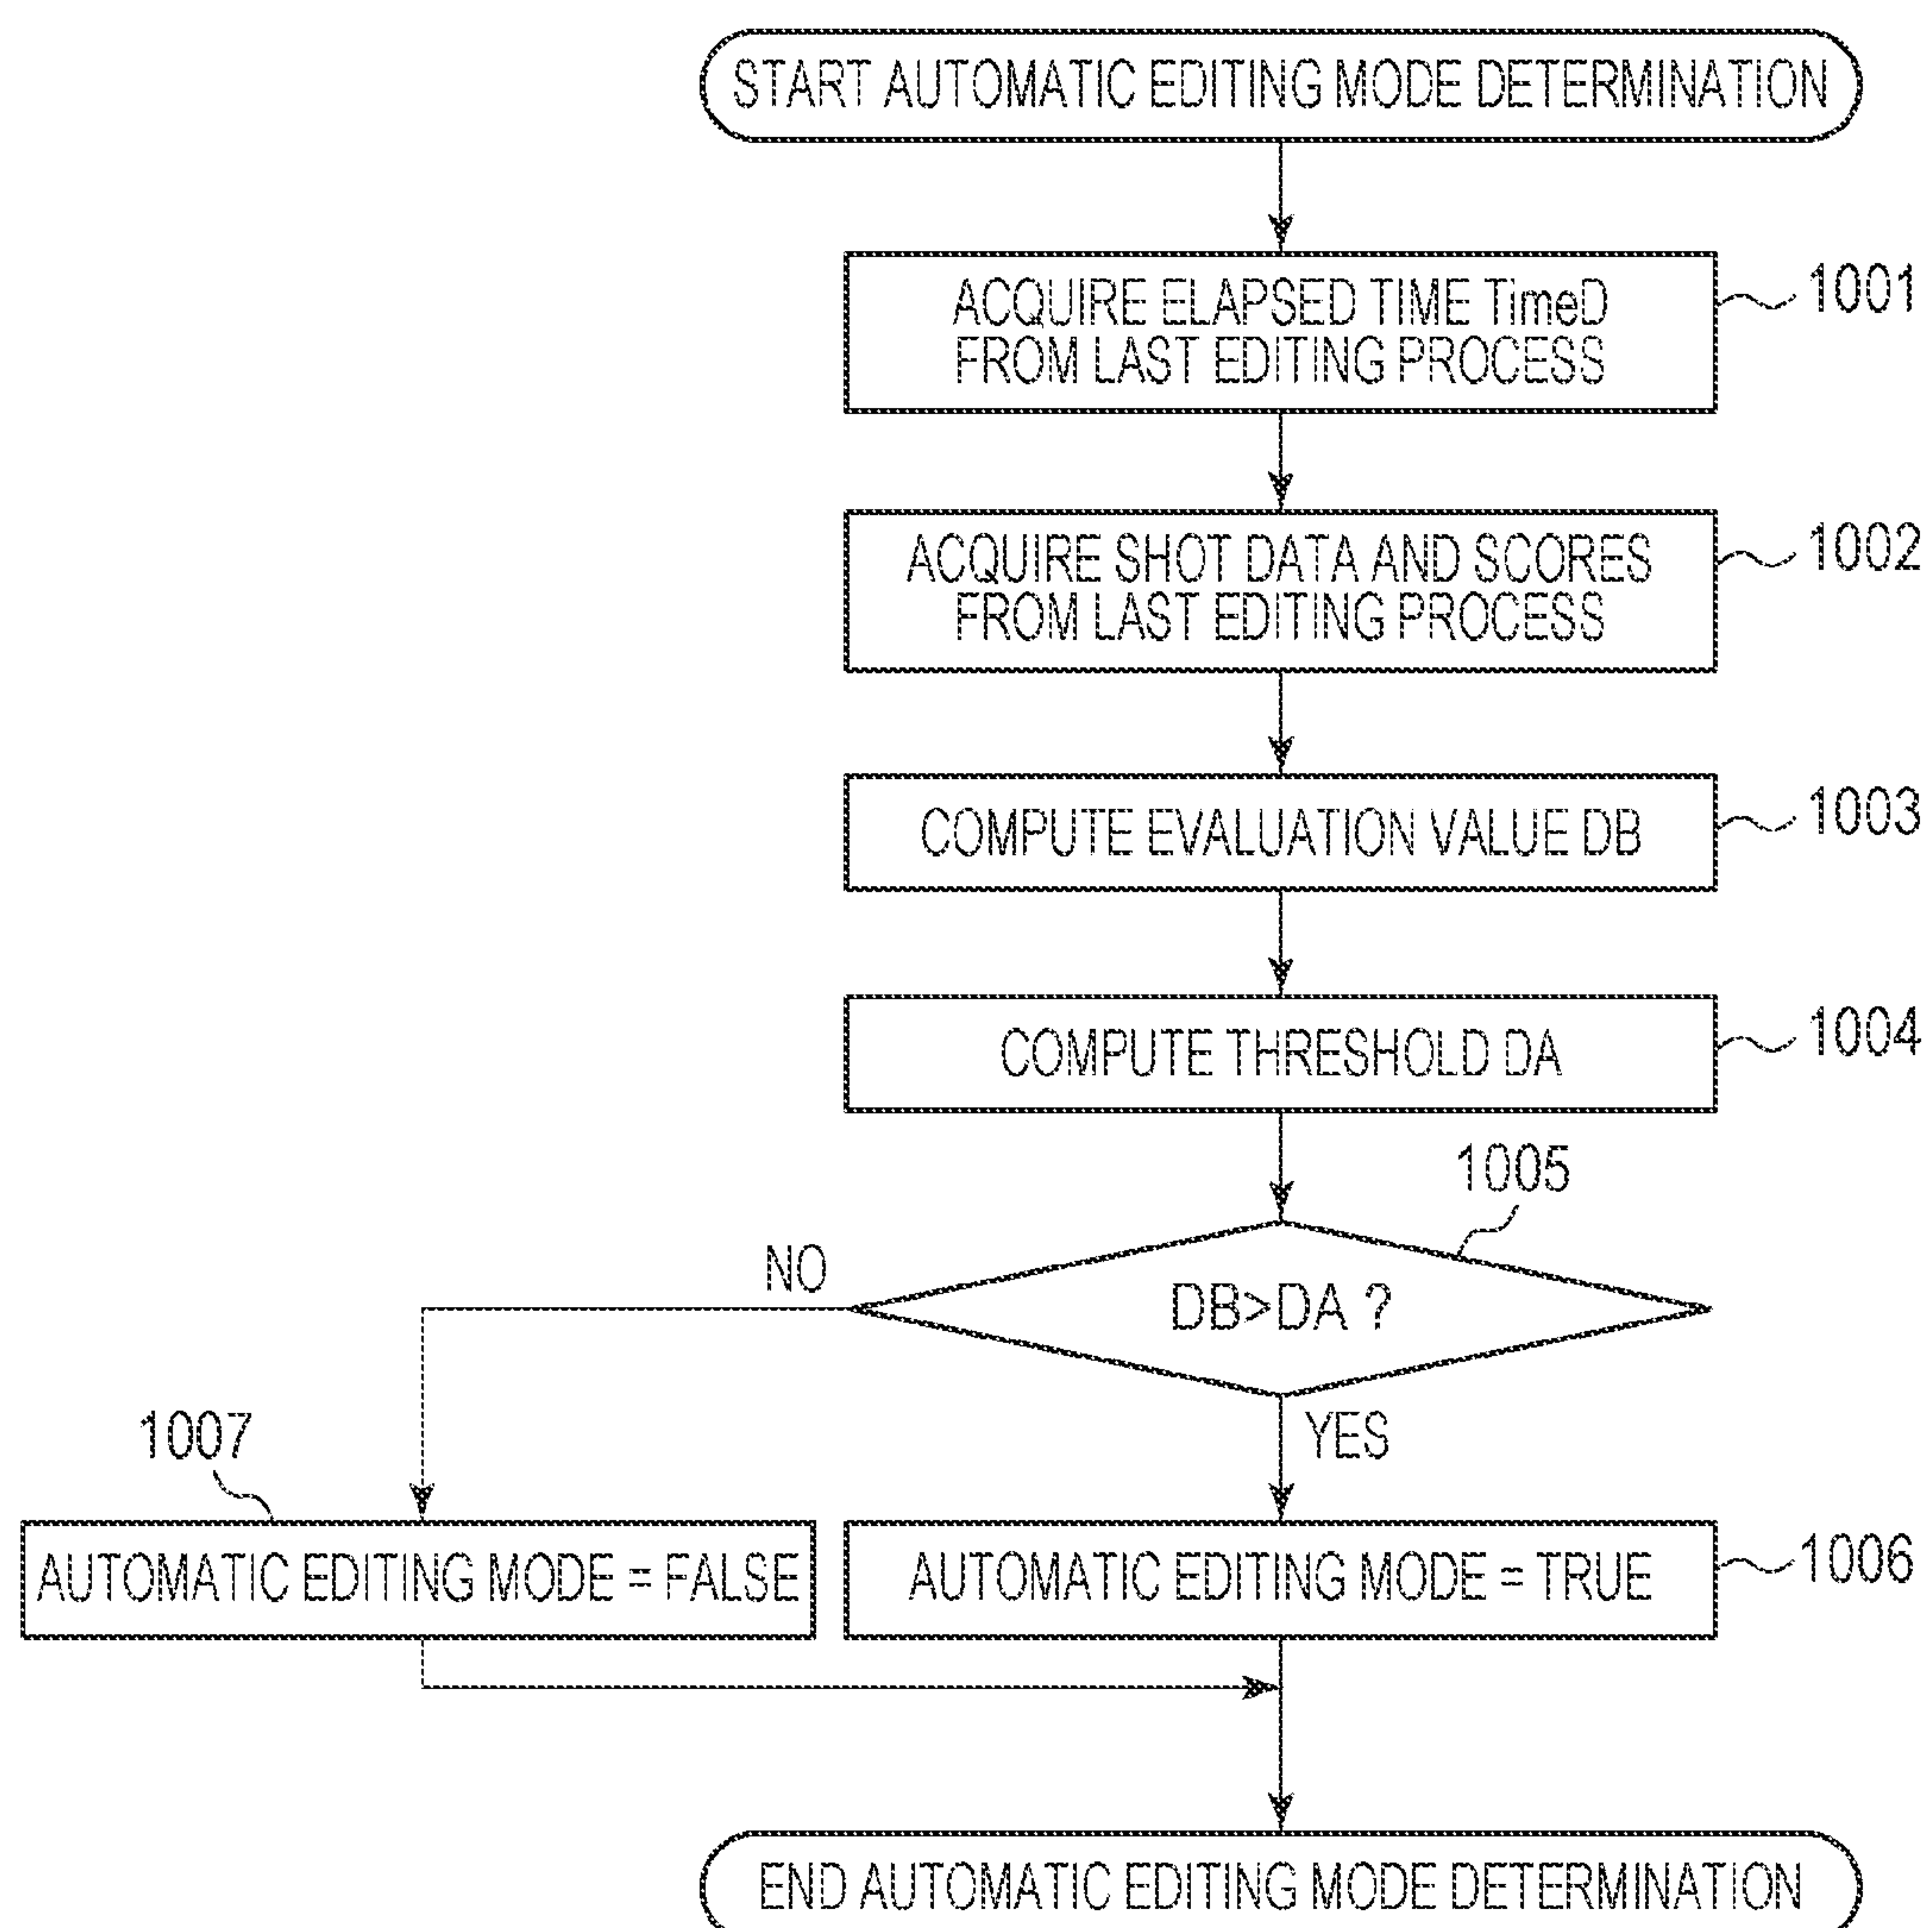 START AUTOMATIC EDITING MODE DETERMINATION
ACQUIRE ELAPSED TIME TimeD
FROM LAST EDITING PROCESS
1001
ACQUIRE SHOT DATA AND SCORES
FROM LAST EDITING PROCESS
1002
COMPUTE EVALUATION VALUE DB
1003
COMPUTE THRESHOLD DA
1004
1005
NO
DB>DA ?
YES
1007
AUTOMATIC EDITING MODE = FALSE
AUTOMATIC EDITING MODE = TRUE
1006
END AUTOMATIC EDITING MODE DETERMINATION